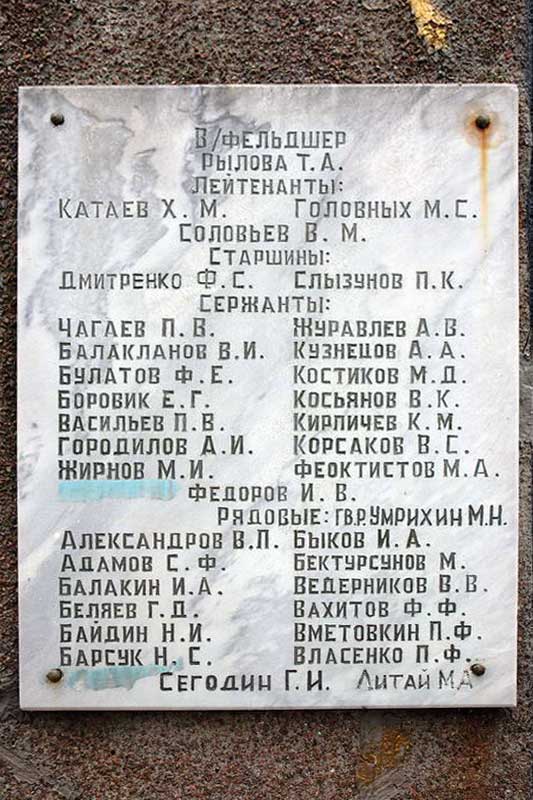 В/ФЕЛЬДШЕР
РЫЛОВА Т.А.
ЛЕЙТЕНАНТЫ:
КАТАЕВ Х. М. ГОЛОВНЫХ М.С.
СОЛОВЬЕВ В. М.
СТАРШИНЫ:
ДМИТРЕНКО Ф.С. СЛЫЗУНОВ П.К.
СЕРЖАНТЫ:
ЧАГАЕВ П. В. ЖУРАВЛЕВ А.В.
БАЛАКЛАНОВ В.И. КУЗНЕЦОВ А.А.
БУЛАТОВ Ф.Е. КОСТИКОВ М.Д.
БОРОВИК Е.Г. КОСЬЯНОВ В.К.
ВАСИЛЬЕВ П.В. КИРПИЧЕВ К.М.
ГОРОДИЛОВ А.И. КОРСАКОВ В.С.
ЖИРНОВ М.И. ФЕОКТИСТОВ М.А.
ФЕДОРОВ И. В.
РЯДОВЫЕ: ГВ.Р. УМРИХИН М.Н.
АЛЕКСАНДРОВ В.П. БЫКОВ И.А.
АДАМОВ С.Ф. БЕКТУРСУНОВ М.
БАЛАКИН И.А. ВЕДЕРНИКОВ В.В.
БЕЛЯЕВ Г.Д. ВАХИТОВ Ф.Ф.
БАЙДИН Н.И. ВМЕТОВКИН П.Ф.
БАРСУК Н.С. ВЛАСЕНКО П.Ф.
СЕГОДИН Г.И. ЛИТАЙ М.А